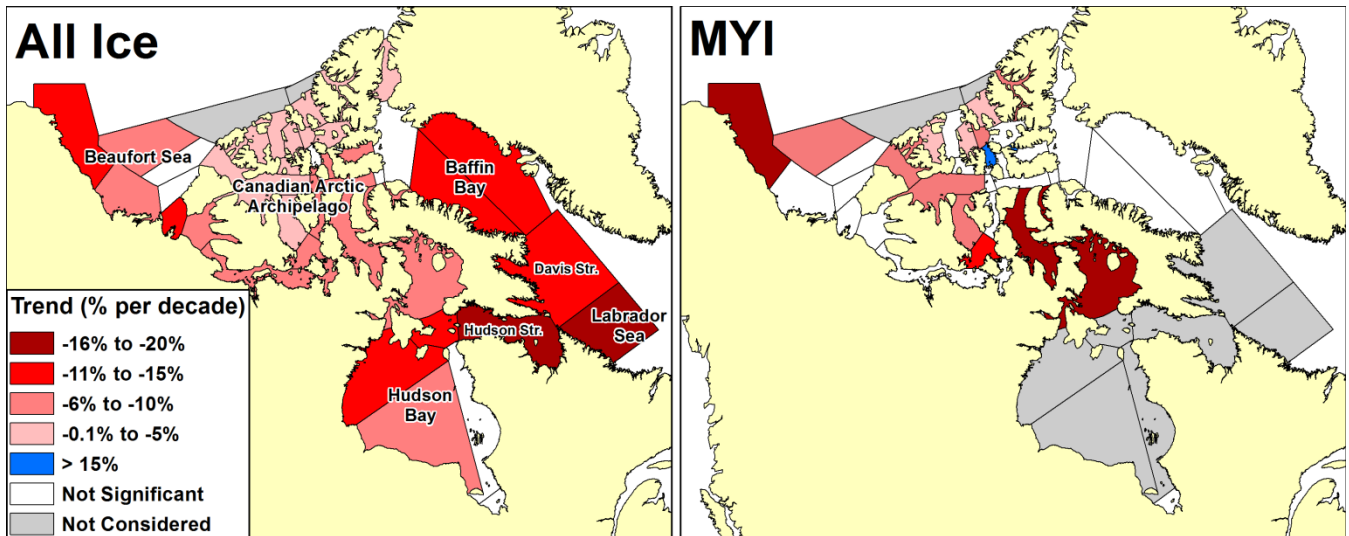 All Ice
MYI
Beaufort Sea
Canadian Arctic
Archipelago
Baffin
Bay
Davis Str.
Labrador
Sea
Hudson Str.
Hudson
Bay
Trend (% per decade)
-16% to -20%
-11% to -15%
-6% to -10%
-0.1% to -5%
> 15%
Not Significant
Not Considered